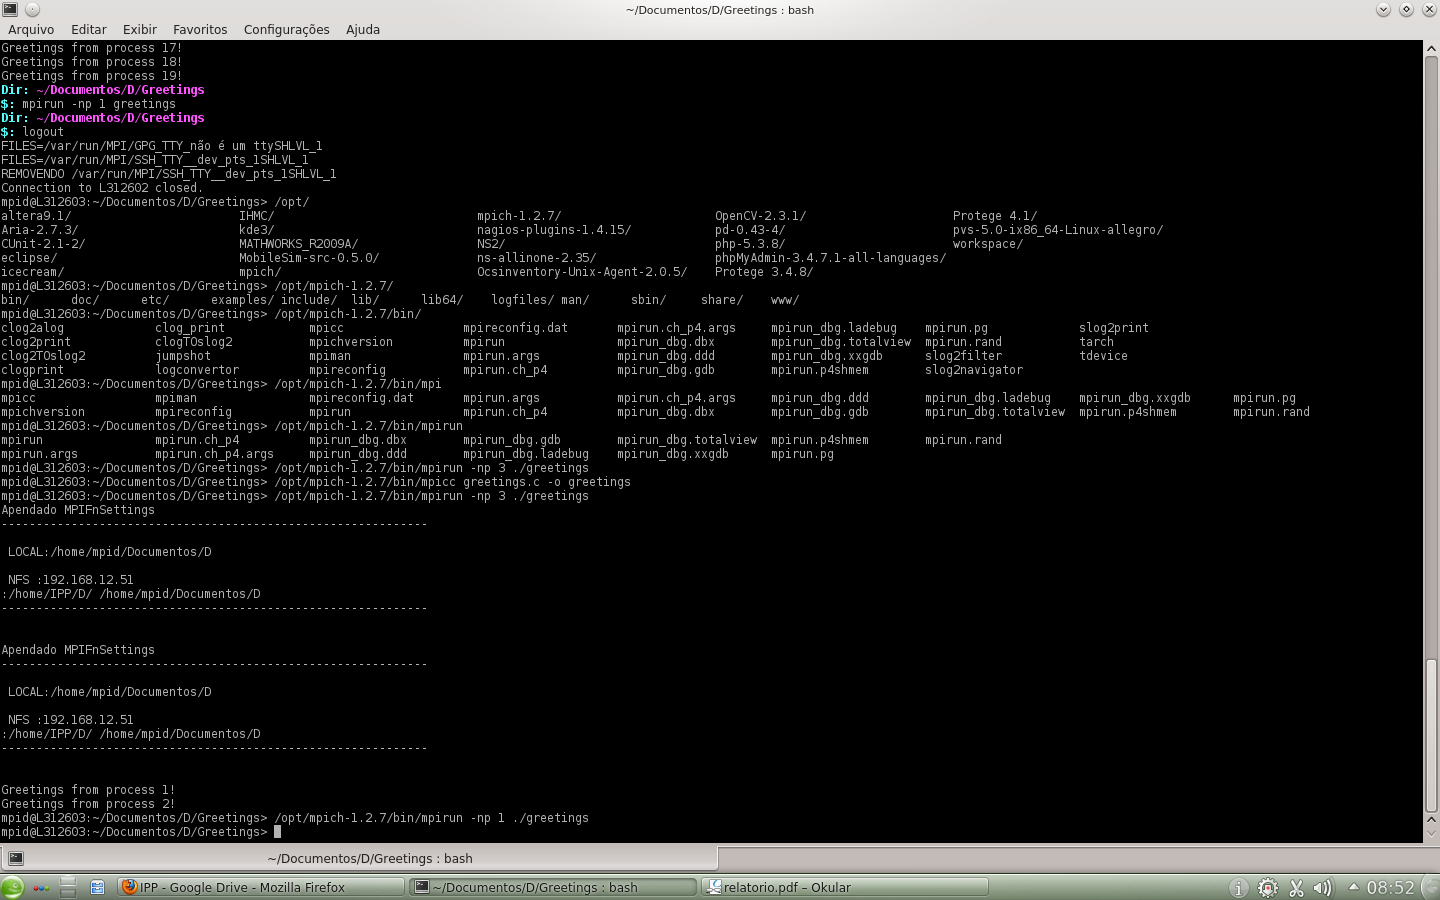 ~/Documentos/D/Greetings : bash
Arquivo Editar Exibir Favoritos Configurações Ajuda
Greetings from process 17!
Greetings from process 18!
Greetings from process 19!
Dir: ~/Documentos/D/Greetings
$: mpirun -np 1 greetings
Dir: ~/Documentos/D/Greetings
$: logout
FILES=/var/run/MPI/GPG_TTY_não é um ttySHLVL_1
FILES=/var/run/MPI/SSH_TTY__dev_pts_1SHLVL_1
REMOVENDO /var/run/MPI/SSH_TTY__dev_pts_1SHLVL_1
Connection to L312602 closed.
mpid@L312603:~/Documentos/D/Greetings> /opt/
altera9.1/ IHMC/ mpich-1.2.7/ OpenCV-2.3.1/ Protege 4.1/
Aria-2.7.3/ kde3/ nagios-plugins-1.4.15/ pd-0.43-4/ pvs-5.0-ix86_64-Linux-allegro/
CUnit-2.1-2/ MATHWORKS_R2009A/ NS2/ php-5.3.8/ workspace/
eclipse/ MobileSim-src-0.5.0/ ns-allinone-2.35/ phpMyAdmin-3.4.7.1-all-languages/
icecream/ mpich/ Ocsinventory-Unix-Agent-2.0.5/ Protege 3.4.8/
mpid@L312603:~/Documentos/D/Greetings> /opt/mpich-1.2.7/
bin/ doc/ etc/ examples/ include/ lib/ lib64/ logfiles/ man/ sbin/ share/ www/
mpid@L312603:~/Documentos/D/Greetings> /opt/mpich-1.2.7/bin/
clog2alog clog_print mpicc mpireconfig.dat mpirun.ch_p4.args mpirun_dbg.ladebug mpirun.pg slog2print
clog2print clogTOslog2 mpichversion mpirun mpirun_dbg.dbx mpirun_dbg.totalview mpirun.rand tarch
clog2TOslog2 jumpshot mpiman mpirun.args mpirun_dbg.ddd mpirun_dbg.xxgdb slog2filter tdevice
clogprint logconvertor mpireconfig mpirun.ch_p4 mpirun_dbg.gdb mpirun.p4shmem slog2navigator
mpid@L312603:~/Documentos/D/Greetings> /opt/mpich-1.2.7/bin/mpi
mpicc mpiman mpireconfig.dat mpirun.args mpirun.ch_p4.args mpirun_dbg.ddd mpirun_dbg.ladebug mpirun_dbg.xxgdb mpirun.pg
mpichversion mpireconfig mpirun mpirun.ch_p4 mpirun_dbg.dbx mpirun_dbg.gdb mpirun_dbg.totalview mpirun.p4shmem mpirun.rand
mpid@L312603:~/Documentos/D/Greetings> /opt/mpich-1.2.7/bin/mpirun
mpirun mpirun.ch_p4 mpirun_dbg.dbx mpirun_dbg.gdb mpirun_dbg.totalview mpirun.p4shmem mpirun.rand
mpirun.args mpirun.ch_p4.args mpirun_dbg.ddd mpirun_dbg.ladebug mpirun_dbg.xxgdb mpirun.pg
mpid@L312603:~/Documentos/D/Greetings> /opt/mpich-1.2.7/bin/mpirun -np 3 ./greetings
mpid@L312603:~/Documentos/D/Greetings> /opt/mpich-1.2.7/bin/mpicc greetings.c -o greetings
mpid@L312603:~/Documentos/D/Greetings> /opt/mpich-1.2.7/bin/mpirun -np 3 ./greetings
Apendado MPIFnSettings
-------------------------------------------------------------
LOCAL:/home/mpid/Documentos/D
NFS :192.168.12.51
:/home/IPP/D/ /home/mpid/Documentos/D
-------------------------------------------------------------
Apendado MPIFnSettings
-------------------------------------------------------------
LOCAL:/home/mpid/Documentos/D
NFS :192.168.12.51
:/home/IPP/D/ /home/mpid/Documentos/D
-------------------------------------------------------------
Greetings from process 1!
Greetings from process 2!
mpid@L312603:~/Documentos/D/Greetings> /opt/mpich-1.2.7/bin/mpirun -np 1 ./greetings
mpid@L312603:~/Documentos/D/Greetings>
~/Documentos/D/Greetings : bash
IPP - Google Drive - Mozilla Firefox ~/Documentos/D/Greetings : bash relatorio.pdf – Okular 08:52